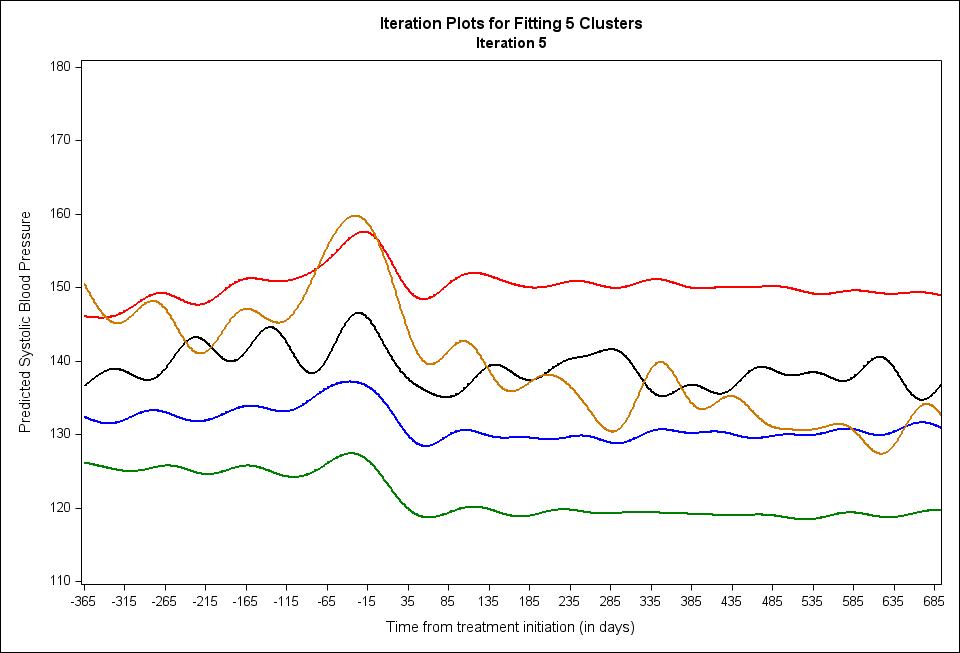 Iteration Plots for Fitting 5 Clusters
Iteration 5
180
170
160
150
140
130
120
110
Predicted Systolic Blood Pressure
-365 -315 -265 -215 -165 -115 -65 -15 35 85 135 185 235 285 335 385 435 485 535 585 635 685
Time from treatment initiation (in days)